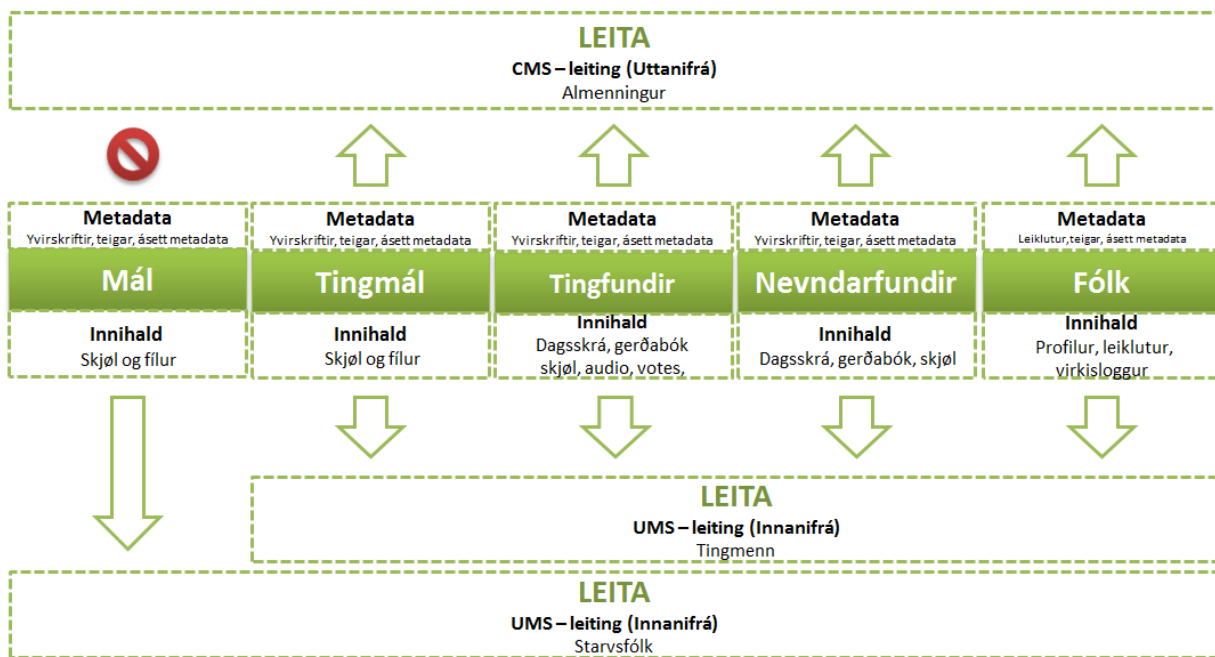 LEITA
CMS – leiting (Uttanifrá)
Almenningur
Metadata
Yvirskriftir, teigar, ásett metadata
Mál
Innihald
Skjøl og fílur
Metadata
Yvirskriftir, teigar, ásett metadata
Tingmál
Innihald
Skjøl og fílur
Metadata
Yvirskriftir, teigar, ásett metadata
Tingfundir
Innihald
Dagsskrá, gerðabók
skjøl, audio, votes,
Metadata
Yvirskriftir, teigar, ásett metadata
Nevndarfundir
Innihald
Dagsskrá, gerðabók, skjøl
Metadata
Leiklutur, teigar, ásett metadata
Fólk
Innihald
Profilur, leiklutur,
virkisloggur
LEITA
UMS – leiting (Innanifrá)
Tingmenn
LEITA
UMS – leiting (Innanifrá)
Starvsfólk